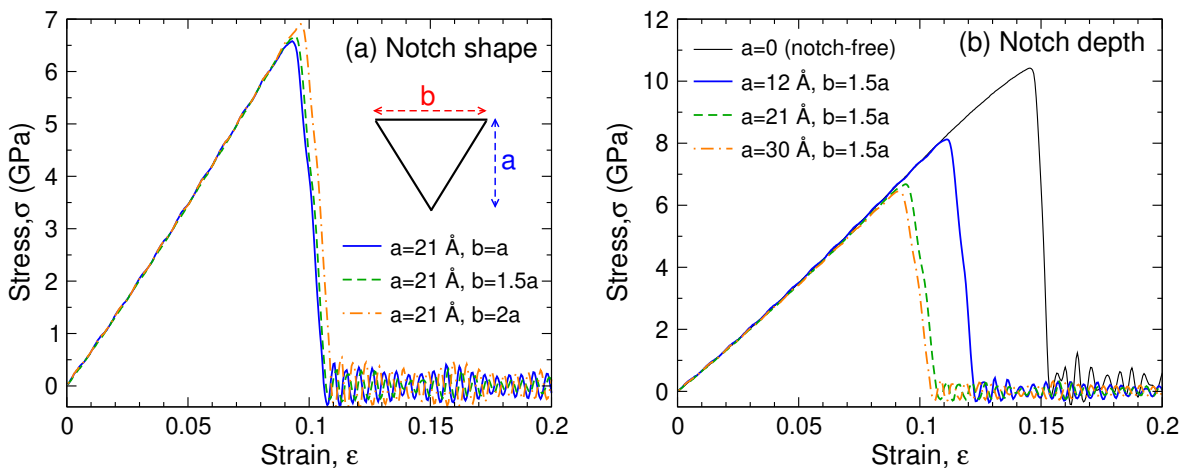 (a) Notch shape
7
6
5
4
3
2
1
0
Stress,σ (GPa)
b
a
a=21 Å, b=a
a=21 Å, b=1.5a
a=21 Å, b=2a
0 0.05 0.1 0.15 0.2
Strain, ε
(b) Notch depth
12
10
8
6
4
2
0
Stress,σ (GPa)
a=0 (notch-free)
a=12 Å, b=1.5a
a=21 Å, b=1.5a
a=30 Å, b=1.5a
0 0.05 0.1 0.15 0.2
Strain, ε